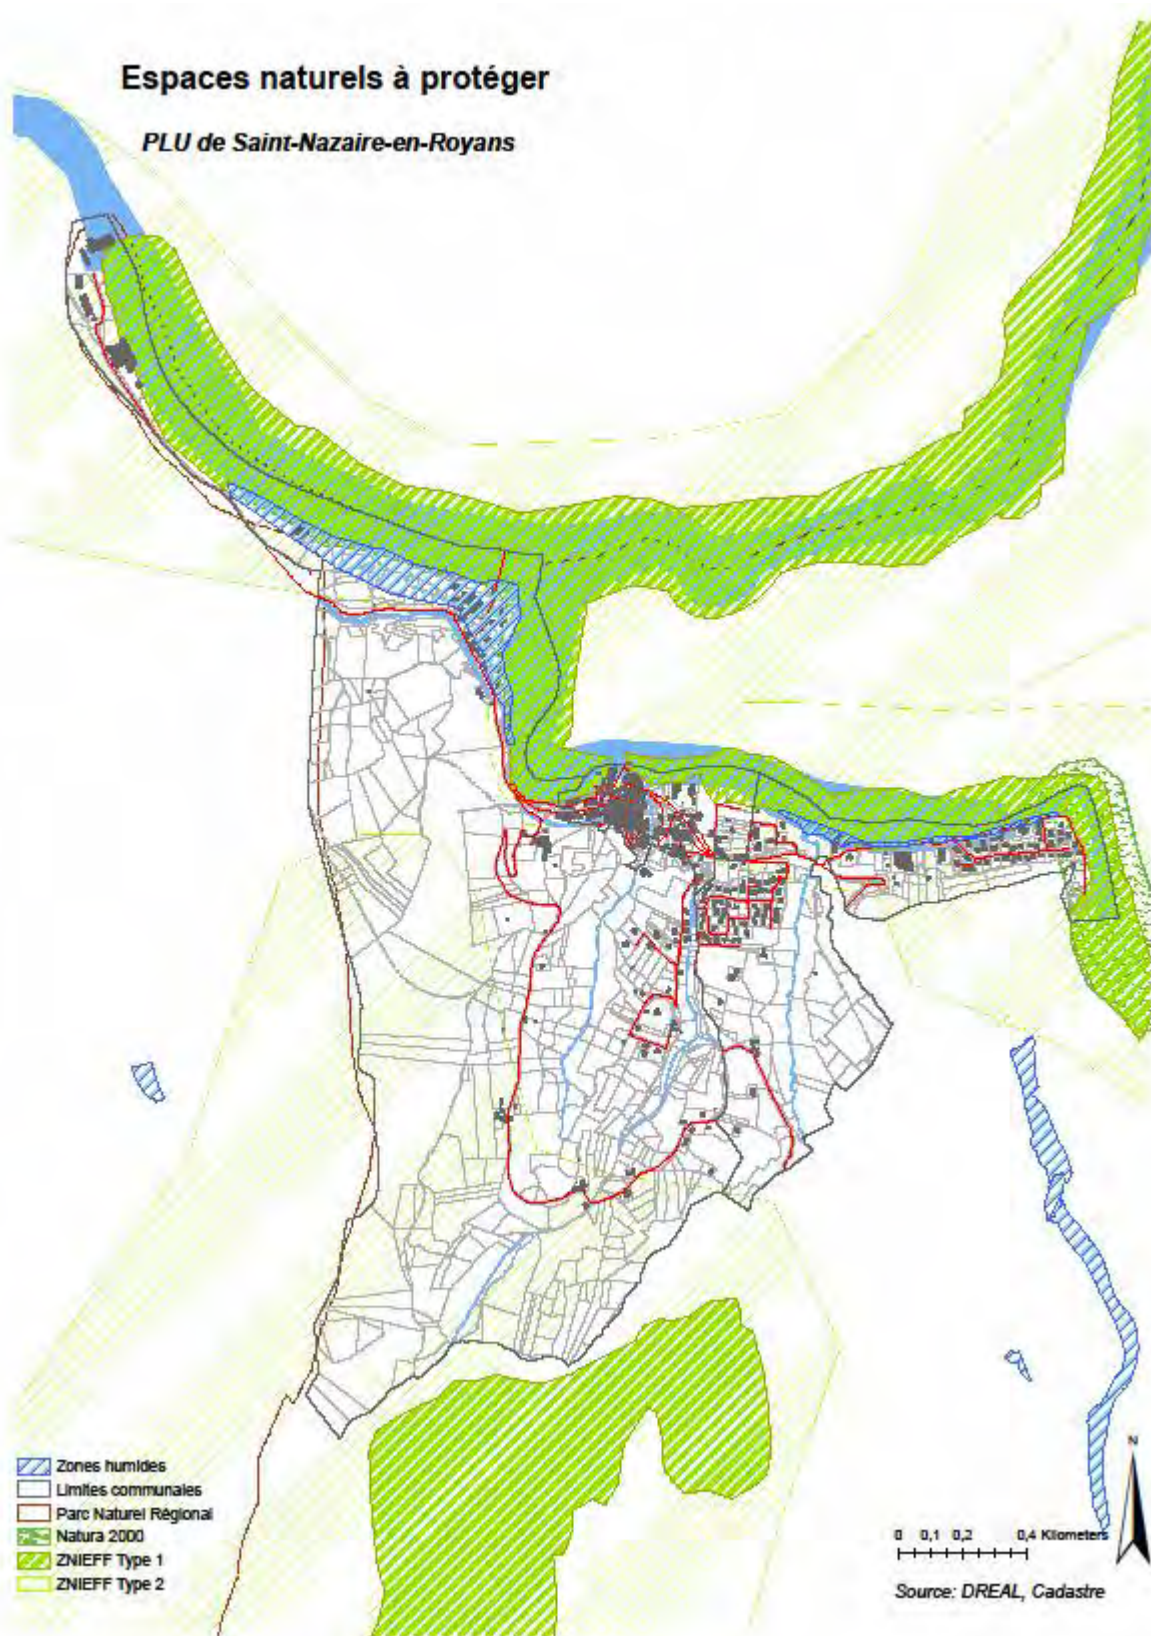 Espaces naturels à protéger
PLU de Saint-Nazaire-en-Royans
Zones humides
Limites communales
Parc Naturel Régional
Natura 2000
ZNIEFF Type 1
ZNIEFF Type 2
N
0 0,1 0,2 0,4 Kilometers
Source: DREAL, Cadastre